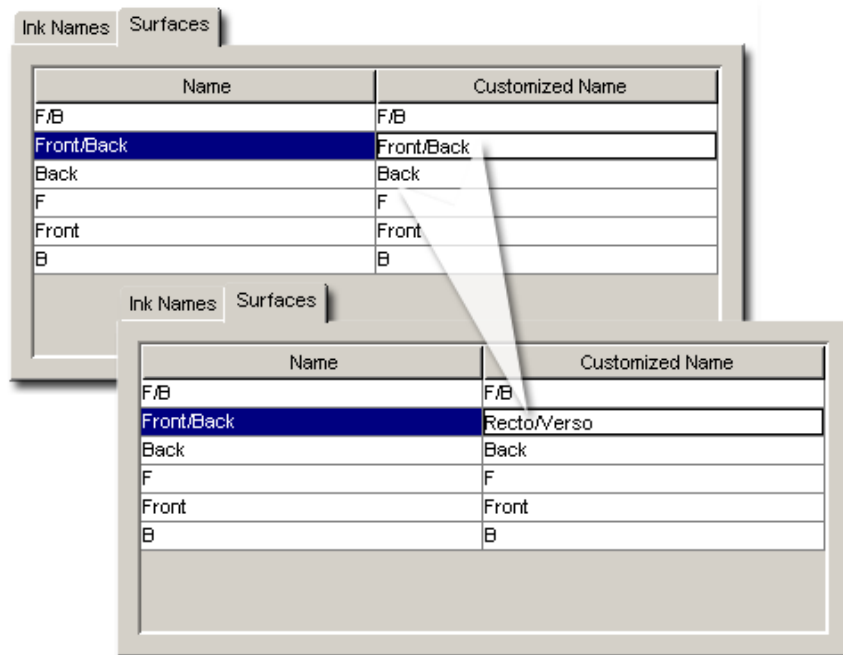 Ink Names Surfaces
Name Customized Name
F/B F/B
Front/Back Front/Back
Back Back
F F
Front Front
B B
Ink Names Surfaces
Name Customized Name
F/B F/B
Front/Back Recto/Verso
Back Back
F F
Front Front
B B